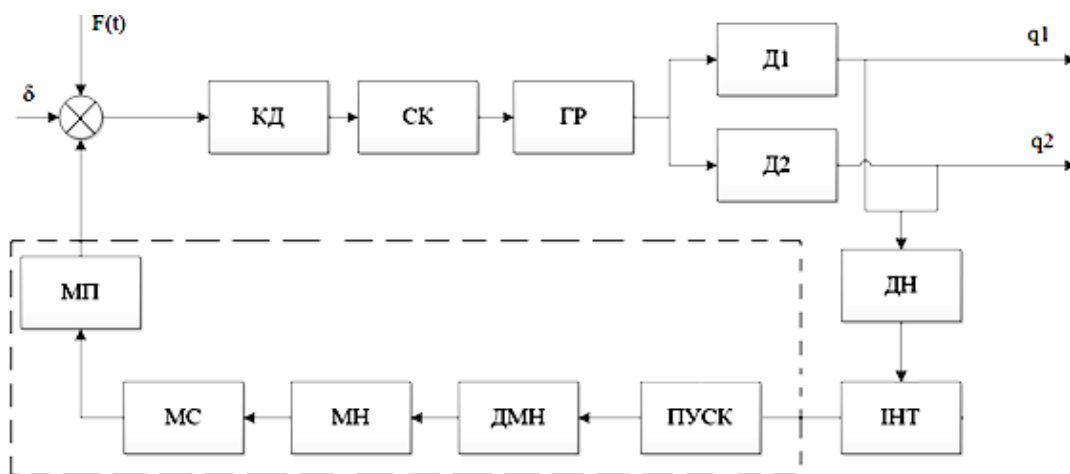 F(t)
δ
КД
СК
ГР
Д1
Д2
q1
q2
ДН
ІНТ
ПУСК
ДМН
МН
МС
МП